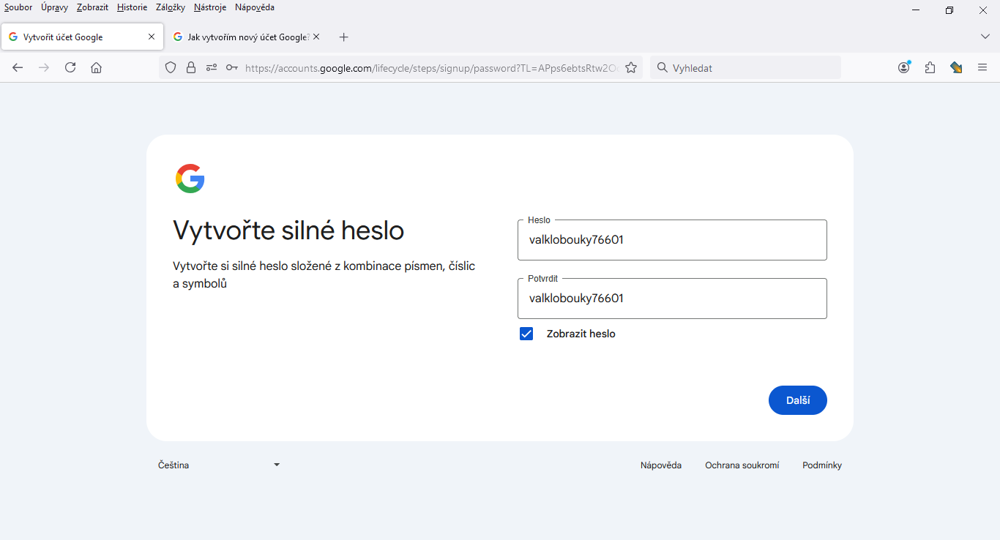 Soubor Úpravy Zobrazit Historie Záložky Nástroje Nápověda
Vytvořit účet Google
Jak vytvořím nový účet Google?
https://accounts.google.com/lifecycle/steps/signup/password?TL=APps6ebtsRtw2O
Vyhledat
Vytvořte silné heslo
Vytvořte si silné heslo složené z kombinace písmen, číslic
a symbolů
Heslo
valklobouky76601
Potvrdit
valklobouky76601
Zobrazit heslo
Další
Čeština
Nápověda Ochrana soukromí Podmínky